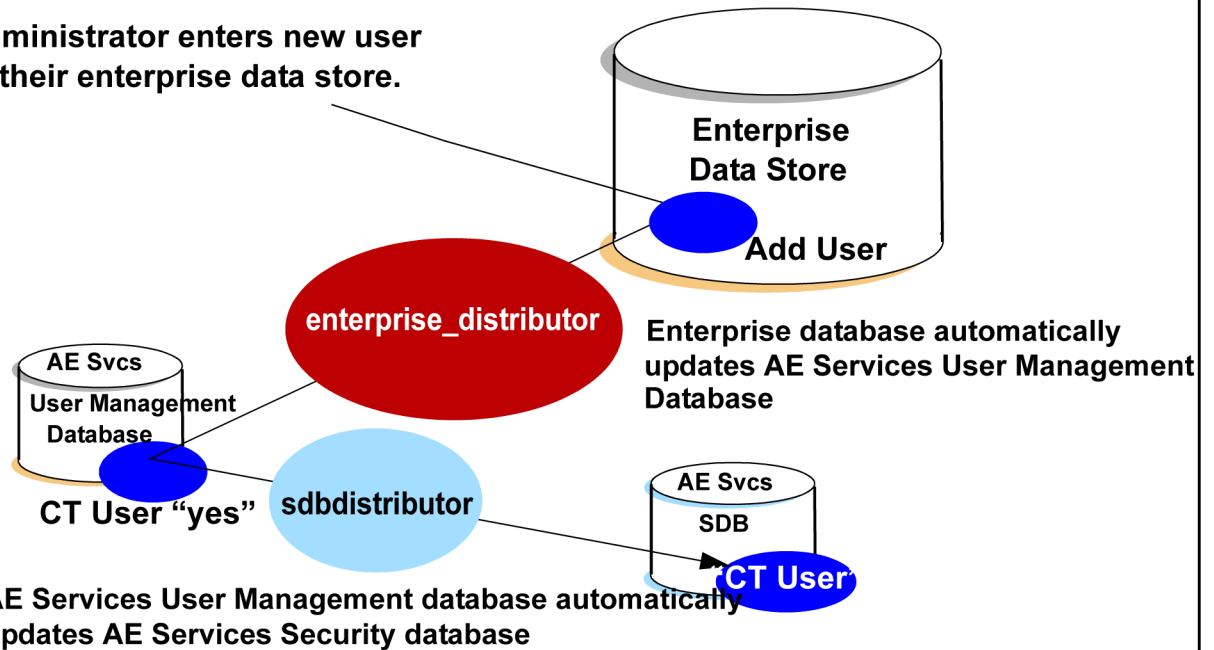 ministrator enters new user
their enterprise data store.
Enterprise
Data Store
Add User
enterprise_distributor
Enterprise database automatically
updates AE Services User Management
Database
AE Svcs
User Management
Database
CT User “yes”
sdbdistributor
AE Svcs
SDB
“CT User”
AE Services User Management database automatically
pdates AE Services Security database